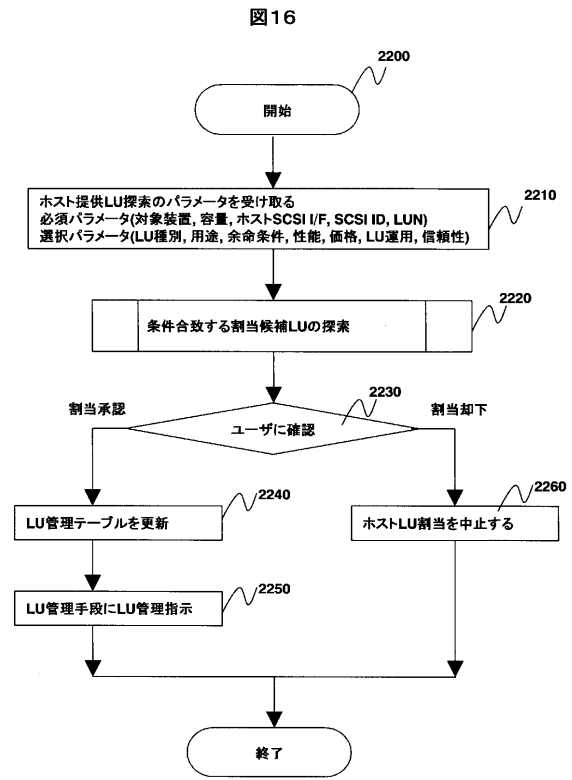 図16
2200
開始
ホスト提供LU探索のパラメータを受け取る
必須パラメータ(対象装置, 容量, ホストSCSI I/F, SCSI ID, LUN)
選択パラメータ(LU種別, 用途, 余命条件, 性能, 価格, LU運用, 信頼性)
2210
条件合致する割当候補LUの探索
2220
割当承認
ユーザに確認
2230
割当却下
LU管理テーブルを更新
2240
ホストLU割当を中止する
2260
LU管理手段にLU管理指示
2250
終了